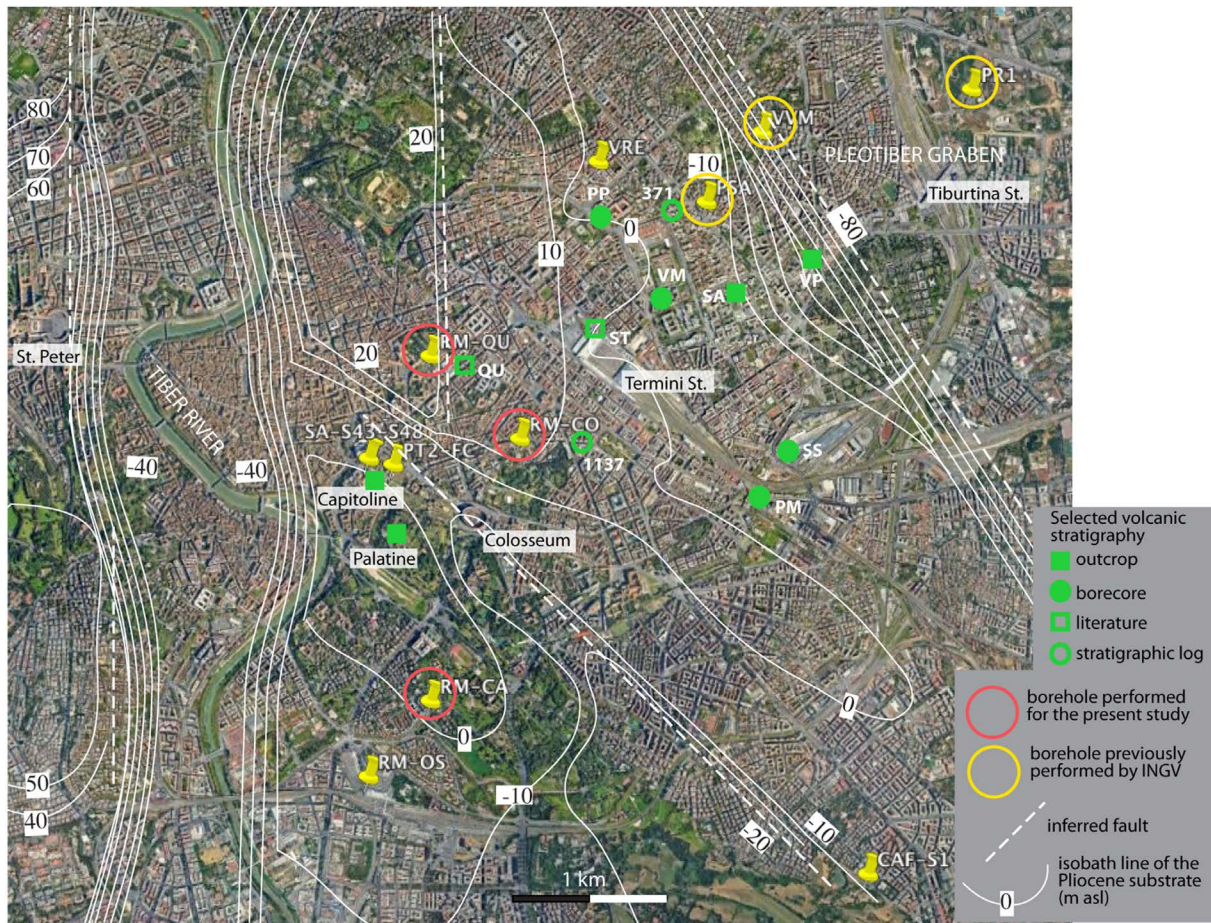 80
70
60
20
PR1
VVM
VRE
PLEOTIBER GRABEN
-10
PSA
PP
371
Tiburtina St.
0
-80
10
VM
VP
SA
St. Peter
RM-QU
ST
20
QU
Termini St.
TIBER RIVER
RM-CO
SA-S43-S48
PT2-FC
1137
SS
-40
-40
Capitoline
PM
Palatine
Colosseum
RM-CA
0
0
RM-OS
50
-10
40
-20
-10
CAF-S1
1 km
Selected volcanic
stratigraphy
outcrop
borecore
literature
stratigraphic log
borehole performed
for the present study
borehole previously
performed by INGV
inferred fault
isobath line of the
Pliocene substrate
(m asl)
0